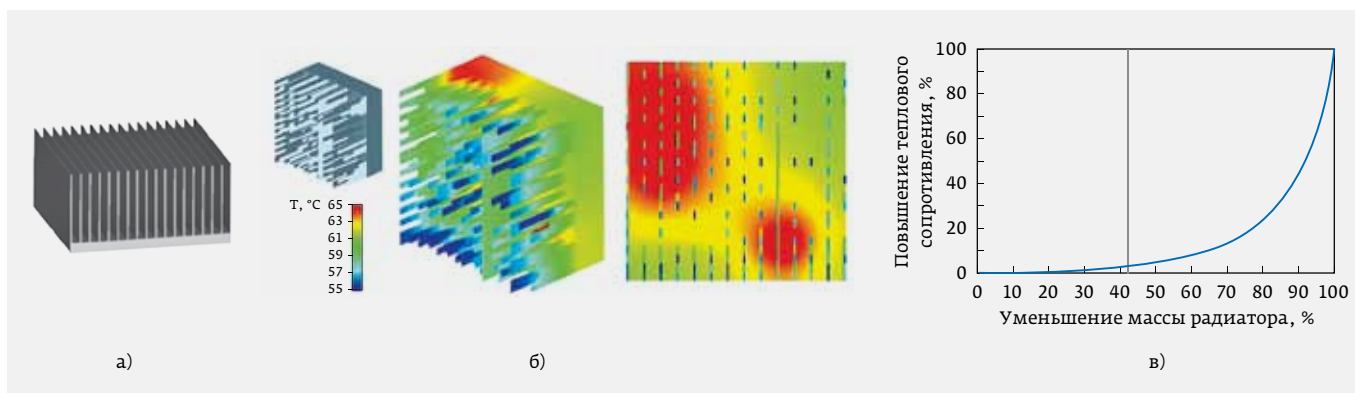 T, °C
65
63
61
59
57
55
Повышение теплового
сопротивления, %
100
80
60
40
20
0
0 10 20 30 40 50 60 70 80 90 100
Уменьшение массы радиатора, %
а)
б)
в)